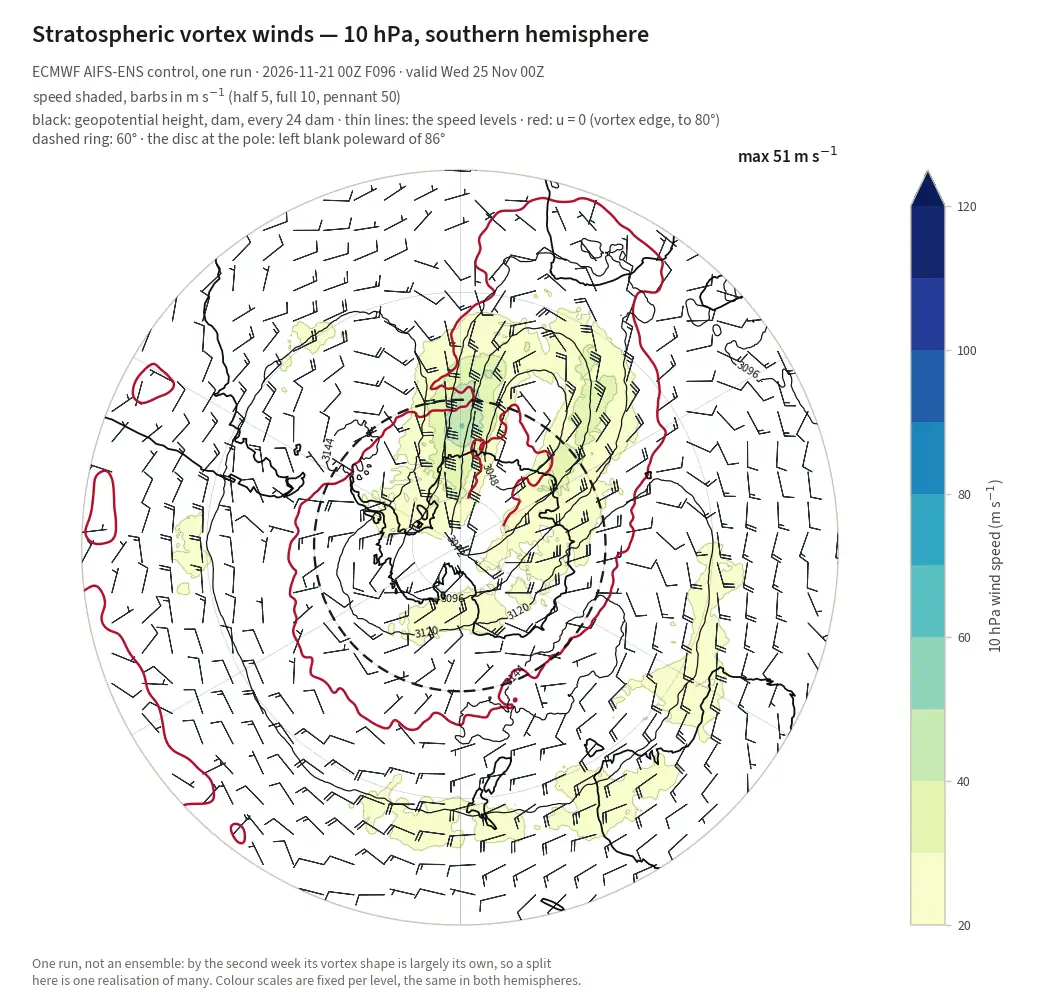 Stratospheric vortex winds — 10 hPa, southern hemisphere
ECMWF AIFS-ENS control, one run · 2026-11-21 00Z F096 · valid Wed 25 Nov 00Z
speed shaded, barbs in m s⁻¹ (half 5, full 10, pennant 50)
black: geopotential height, dam, every 24 dam · thin lines: the speed levels · red: u = 0 (vortex edge, to 80°)
dashed ring: 60° · the disc at the pole: left blank poleward of 86°
max 51 m s⁻¹
120
3096
100
3144
3048
80
10 hPa wind speed (m s⁻¹)
3096
3120
3120
60
40
20
One run, not an ensemble: by the second week its vortex shape is largely its own, so a split
here is one realisation of many. Colour scales are fixed per level, the same in both hemispheres.